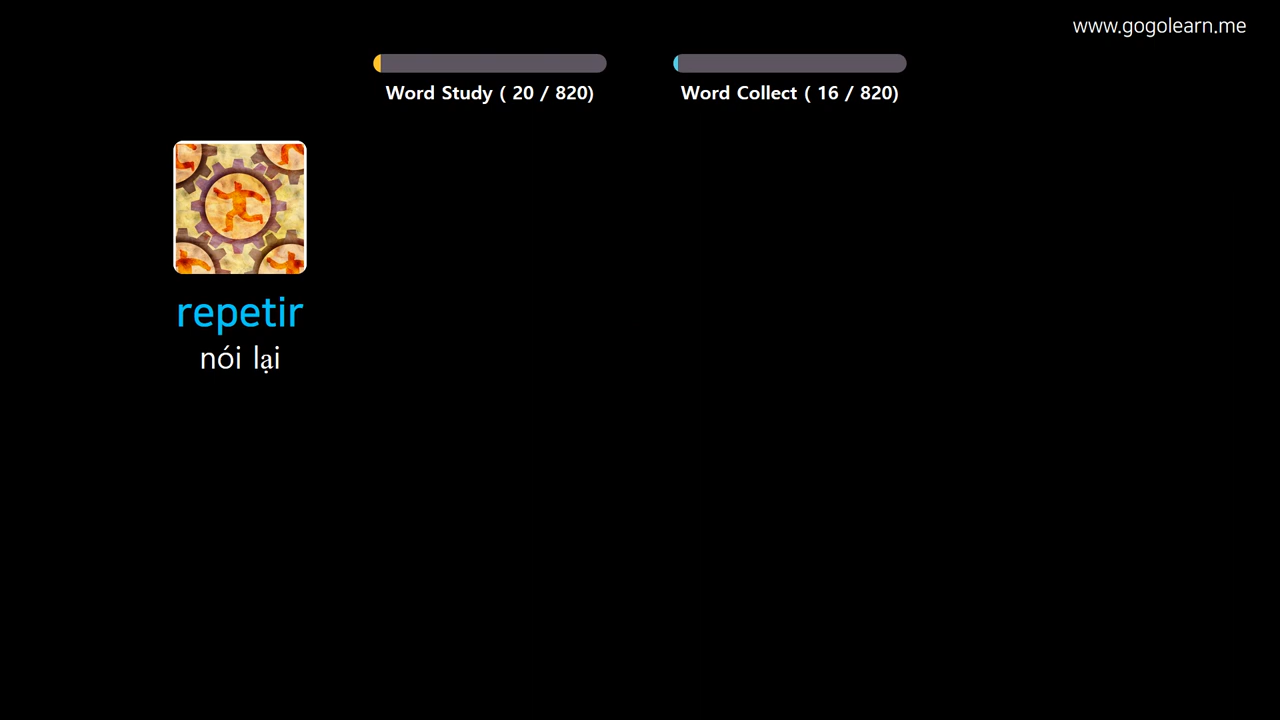 www.gogolearn.me
Word Study ( 20 / 820)
Word Collect ( 16 / 820)
repetir
nói lại